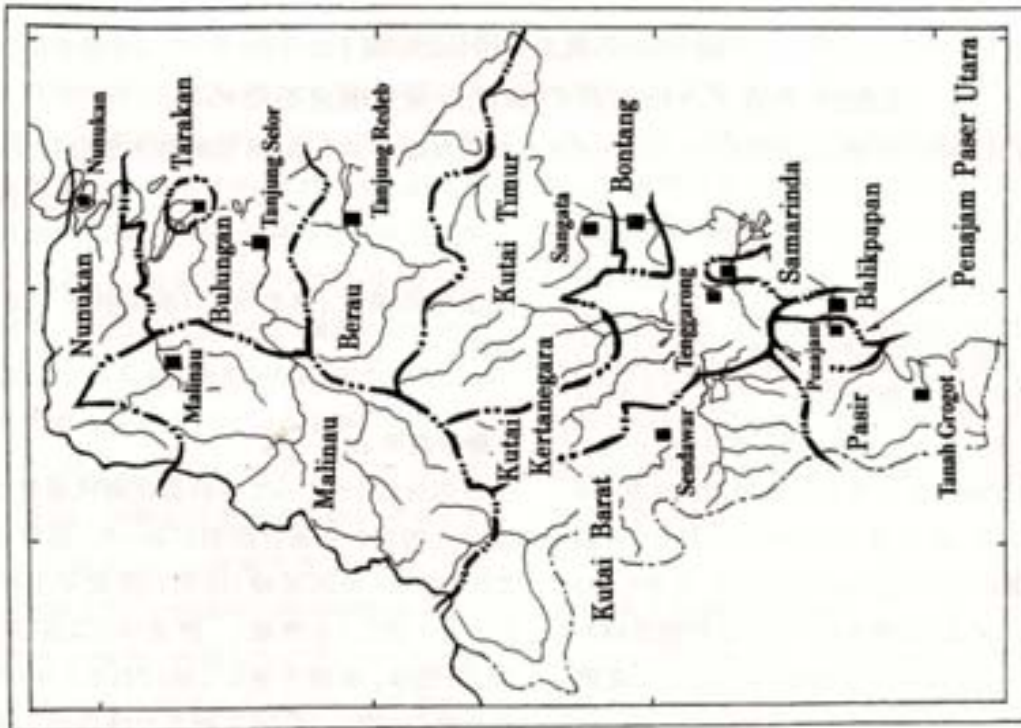 Nunukan
Nunukan
Tarakan
Malinau
Bulungan
Tanjung Selor
Malinau
Berau
Tanjung Redeb
Kutai Timur
Kutai
Kertanegara
Sangata
Bontang
Kutai Barat
Sendawar
Tenggarong
Samarinda
Penajam
Balikpapan
Pasir
Penajam Paser Utara
Tanah Grogot